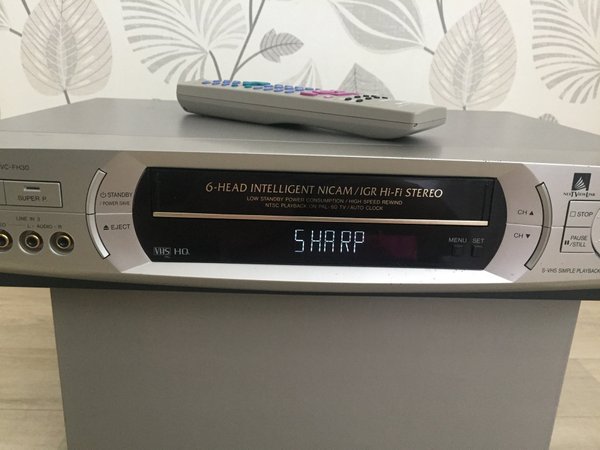 VC-FH30
SUPER P
LINE IN 3
L - AUDIO - R
STANDBY
/ POWER SAVE
EJECT
6-HEAD INTELLIGENT NICAM/IGR Hi-Fi STEREO
LOW STANDBY POWER CONSUMPTION / HIGH SPEED REWIND
NTSC PLAYBACK ON PAL-60 TV / AUTO CLOCK
SHARP
VHS HQ
MENU SET
CH ▲
CH ▼
NEXTVIEWLINK
STOP
PAUSE
/STILL
S-VHS SIMPLE PLAYBACK